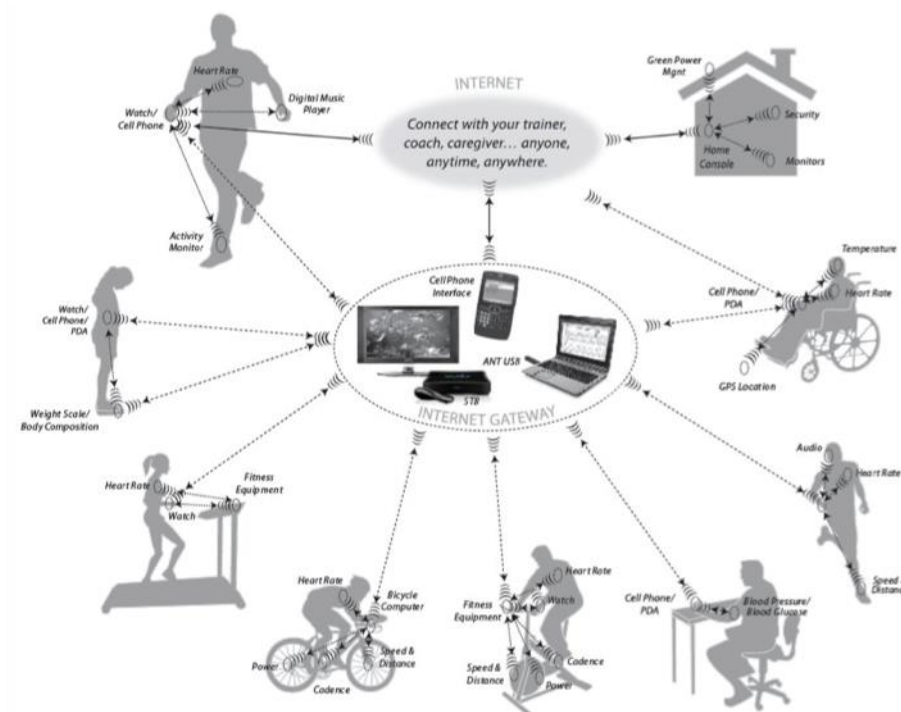 INTERNET
Connect with your trainer,
coach, caregiver... anyone,
anytime, anywhere.
Heart Rate
Watch/
Cell Phone
Digital Music
Player
Activity
Monitor
Green Power
Mgnt
Security
Home
Console
Monitors
Cell Phone
Interface
ANT USB
STB
INTERNET GATEWAY
Watch/
Cell Phone/
PDA
Weight Scale/
Body Composition
Temperature
Cell Phone/
PDA
Heart Rate
GPS Location
Heart Rate
Fitness
Equipment
Watch
Audio
Heart Rate
Speed &
Distance
Heart Rate
Bicycle
Computer
Power
Cadence
Speed &
Distance
Heart Rate
Fitness
Equipment
Watch
Speed &
Distance
Cadence
Power
Cell Phone/
PDA
Blood Pressure/
Blood Glucose